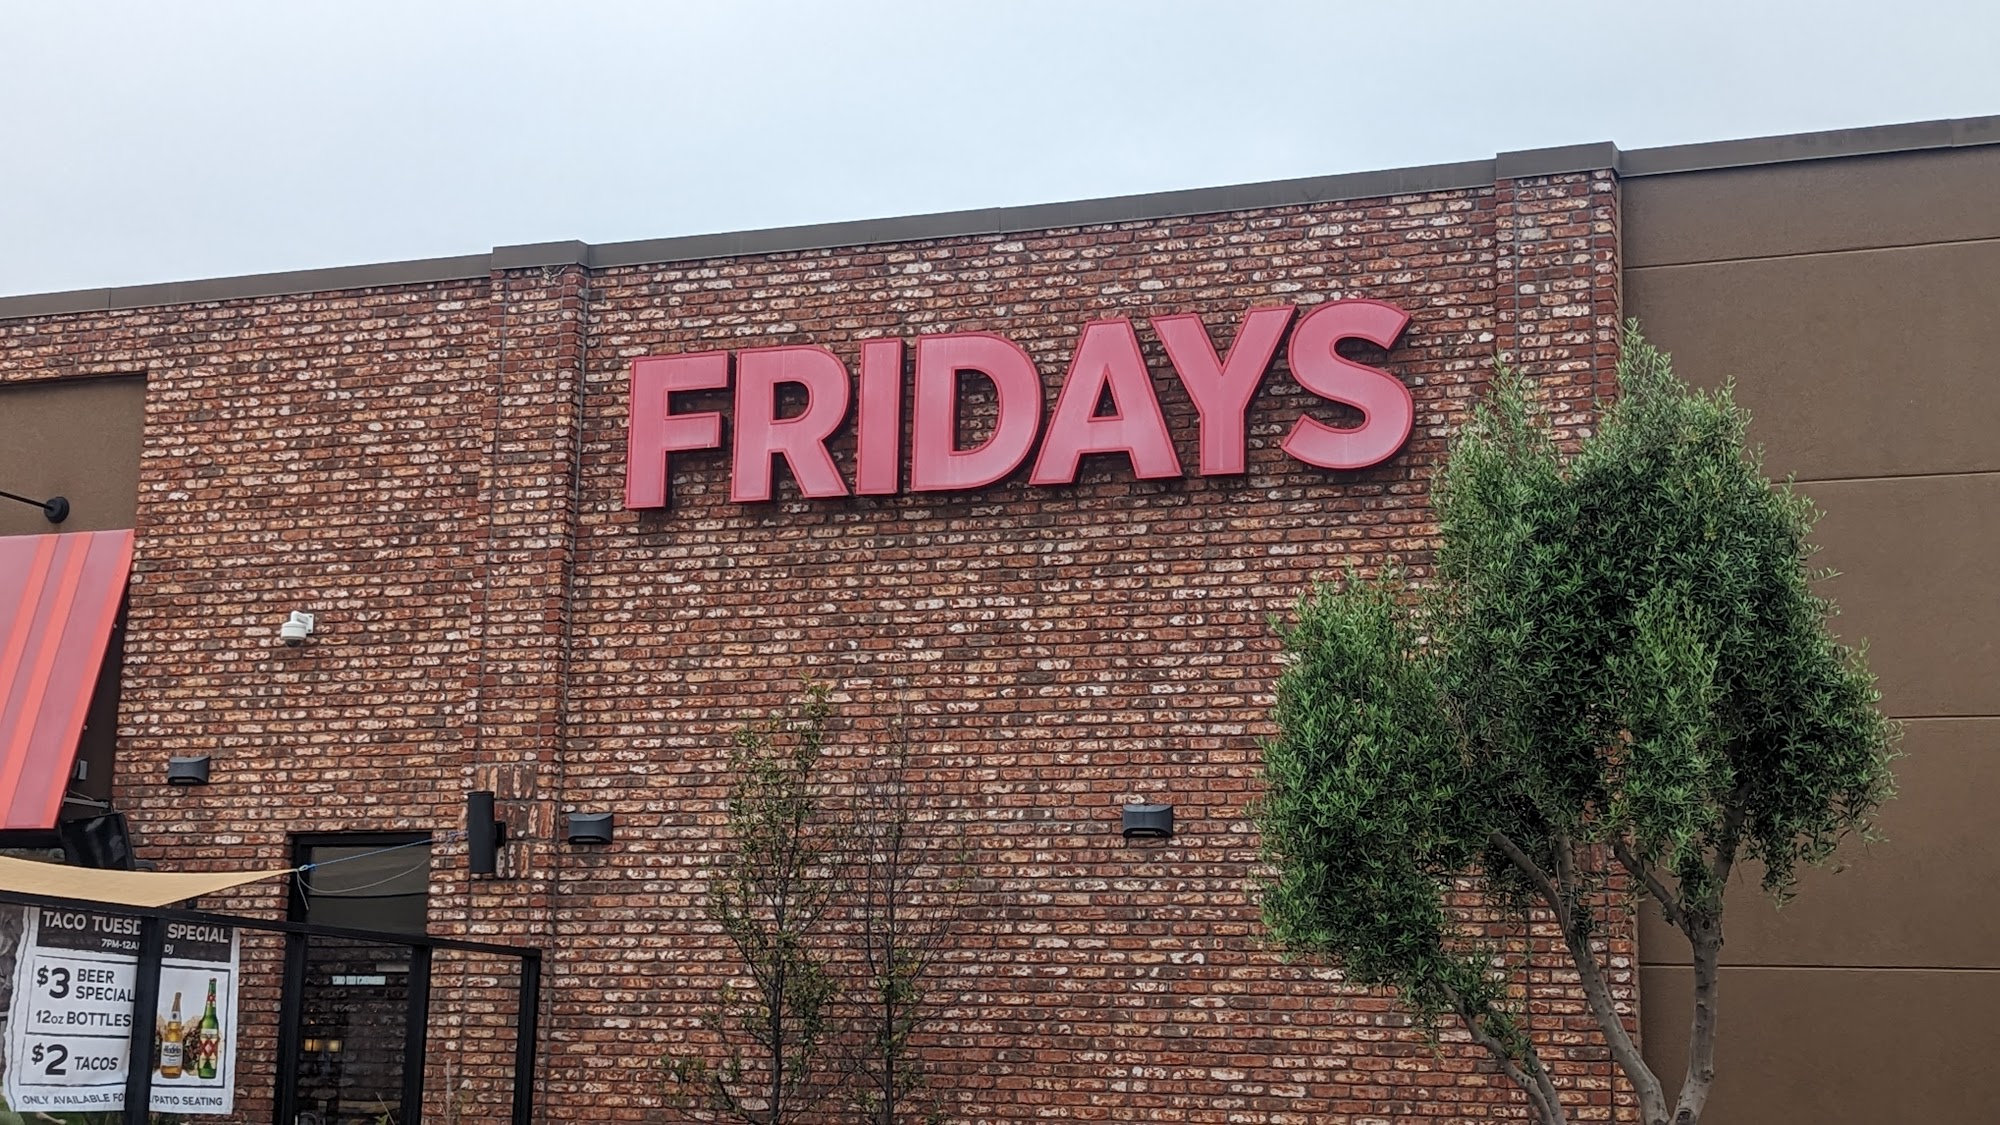 FRIDAYS
TACO TUESD SPECIAL
7PM-12A DJ
$3 BEER
SPECIAL
12oz BOTTLES
$2 TACOS
Modelo
ONLY AVAILABLE FO /PATIO SEATING